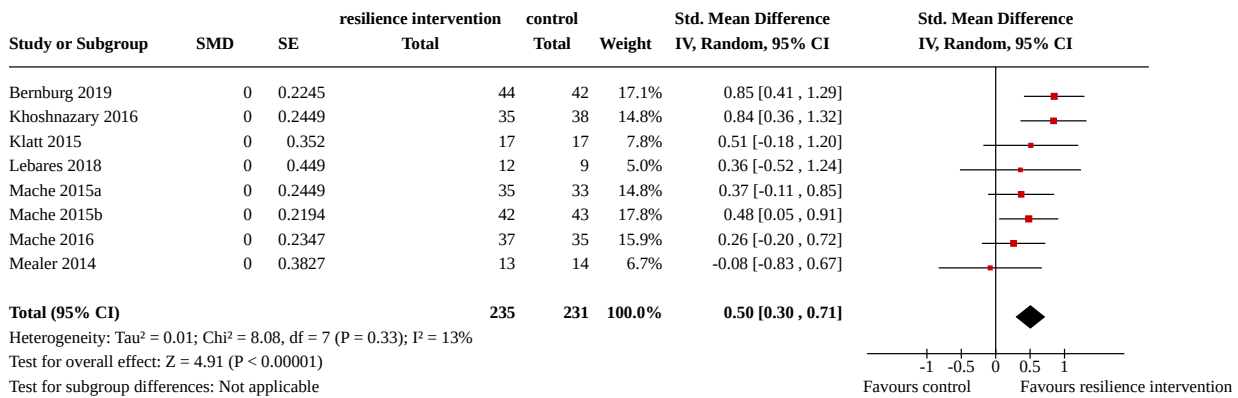 resilience intervention control Std. Mean Difference Std. Mean Difference
Study or Subgroup SMD SE Total Total Weight IV, Random, 95% CI IV, Random, 95% CI
Bernburg 2019 0 0.2245 44 42 17.1% 0.85 [0.41 , 1.29]
Khoshnazary 2016 0 0.2449 35 38 14.8% 0.84 [0.36 , 1.32]
Klatt 2015 0 0.352 17 17 7.8% 0.51 [-0.18 , 1.20]
Lebares 2018 0 0.449 12 9 5.0% 0.36 [-0.52 , 1.24]
Mache 2015a 0 0.2449 35 33 14.8% 0.37 [-0.11 , 0.85]
Mache 2015b 0 0.2194 42 43 17.8% 0.48 [0.05 , 0.91]
Mache 2016 0 0.2347 37 35 15.9% 0.26 [-0.20 , 0.72]
Mealer 2014 0 0.3827 13 14 6.7% -0.08 [-0.83 , 0.67]
Total (95% CI) 235 231 100.0% 0.50 [0.30 , 0.71]
Heterogeneity: Tau² = 0.01; Chi² = 8.08, df = 7 (P = 0.33); I² = 13%
Test for overall effect: Z = 4.91 (P < 0.00001)
Test for subgroup differences: Not applicable
-1 -0.5 0 0.5 1
Favours control Favours resilience intervention